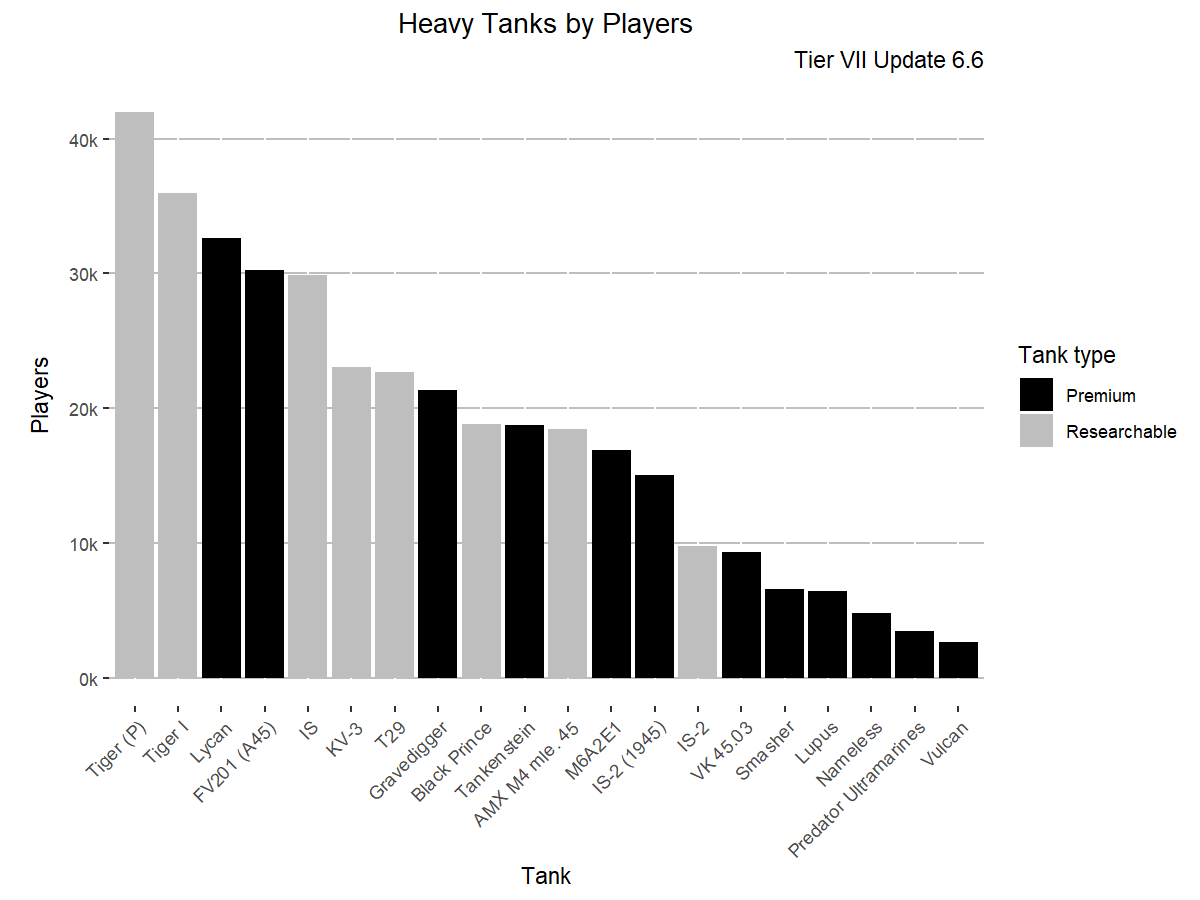 Heavy Tanks by Players
Tier VII Update 6.6
Players
40k
30k
20k
10k
0k
Tiger (P)
Tiger I
Lycan
FV201 (A45)
IS
KV-3
T29
Gravedigger
Black Prince
Tankenstein
AMX M4 mle. 45
M6A2E1
IS-2 (1945)
IS-2
VK 45.03
Smasher
Lupus
Nameless
Predator Ultramarines
Vulcan
Tank
Tank type
Premium
Researchable